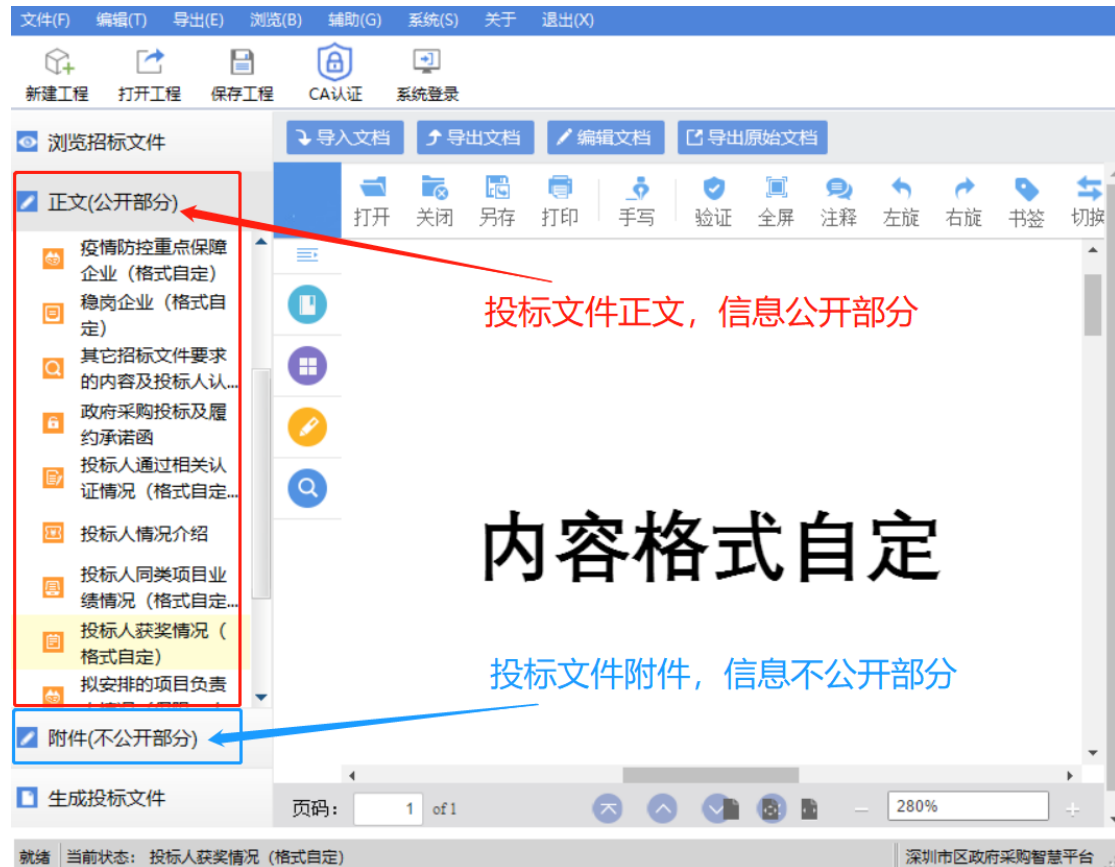 文件(F) 编辑(T) 导出(E) 浏览(B) 辅助(G) 系统(S) 关于 退出(X)
新建工程 打开工程 保存工程 CA认证 系统登录
浏览招标文件
正文(公开部分)
疫情防控重点保障
企业（格式自定）
稳岗企业（格式自
定）
其它招标文件要求
的内容及投标人认...
政府采购投标及履
约承诺函
投标人通过相关认
证情况（格式自定...
投标人情况介绍
投标人同类项目业
绩情况（格式自定...
投标人获奖情况（
格式自定）
拟安排的项目负责
附件(不公开部分)
生成投标文件
导入文档 导出文档 编辑文档 导出原始文档
打开 关闭 另存 打印 手写 验证 全屏 注释 左旋 右旋 书签 切换
投标文件正文，信息公开部分
内容格式自定
投标文件附件，信息不公开部分
页码： 1 of 1 280%
就绪 当前状态： 投标人获奖情况（格式自定） 深圳市区政府采购智慧平台